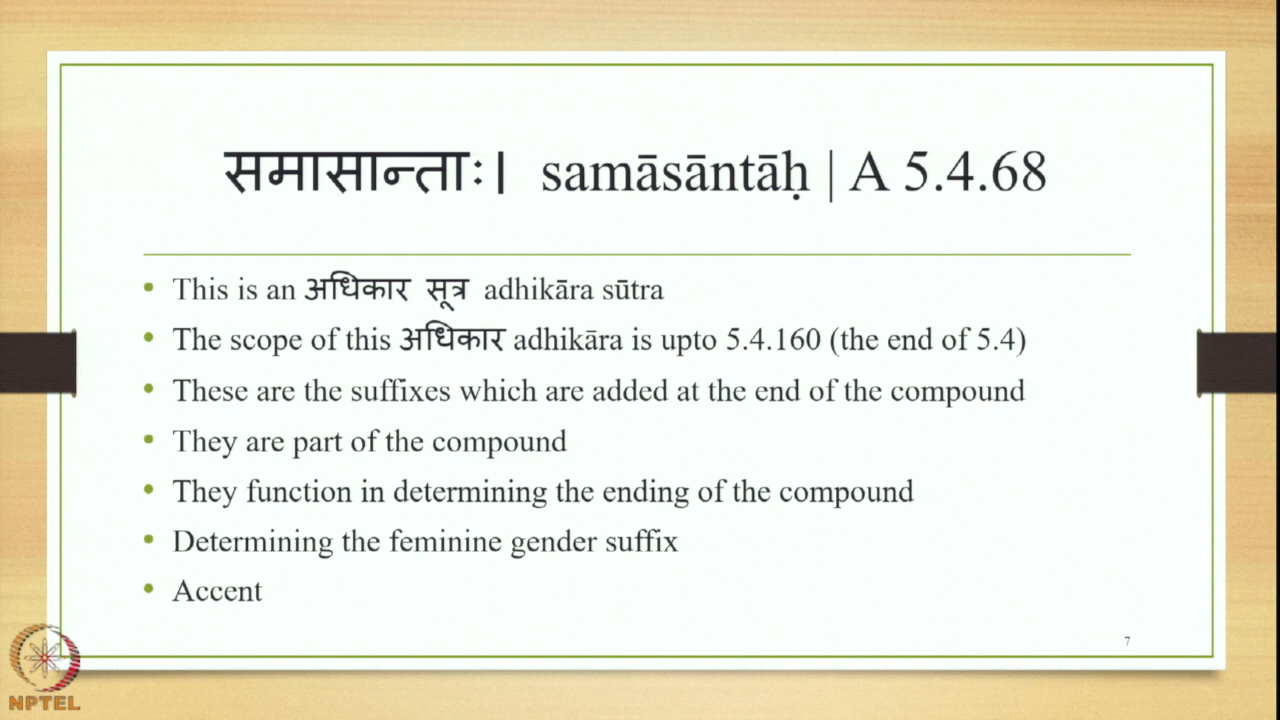 समासान्ताः। samāsāntāḥ | A 5.4.68
• This is an अधिकार सूत्र adhikāra sūtra
• The scope of this अधिकार adhikāra is upto 5.4.160 (the end of 5.4)
• These are the suffixes which are added at the end of the compound
• They are part of the compound
• They function in determining the ending of the compound
• Determining the feminine gender suffix
• Accent
7
NPTEL